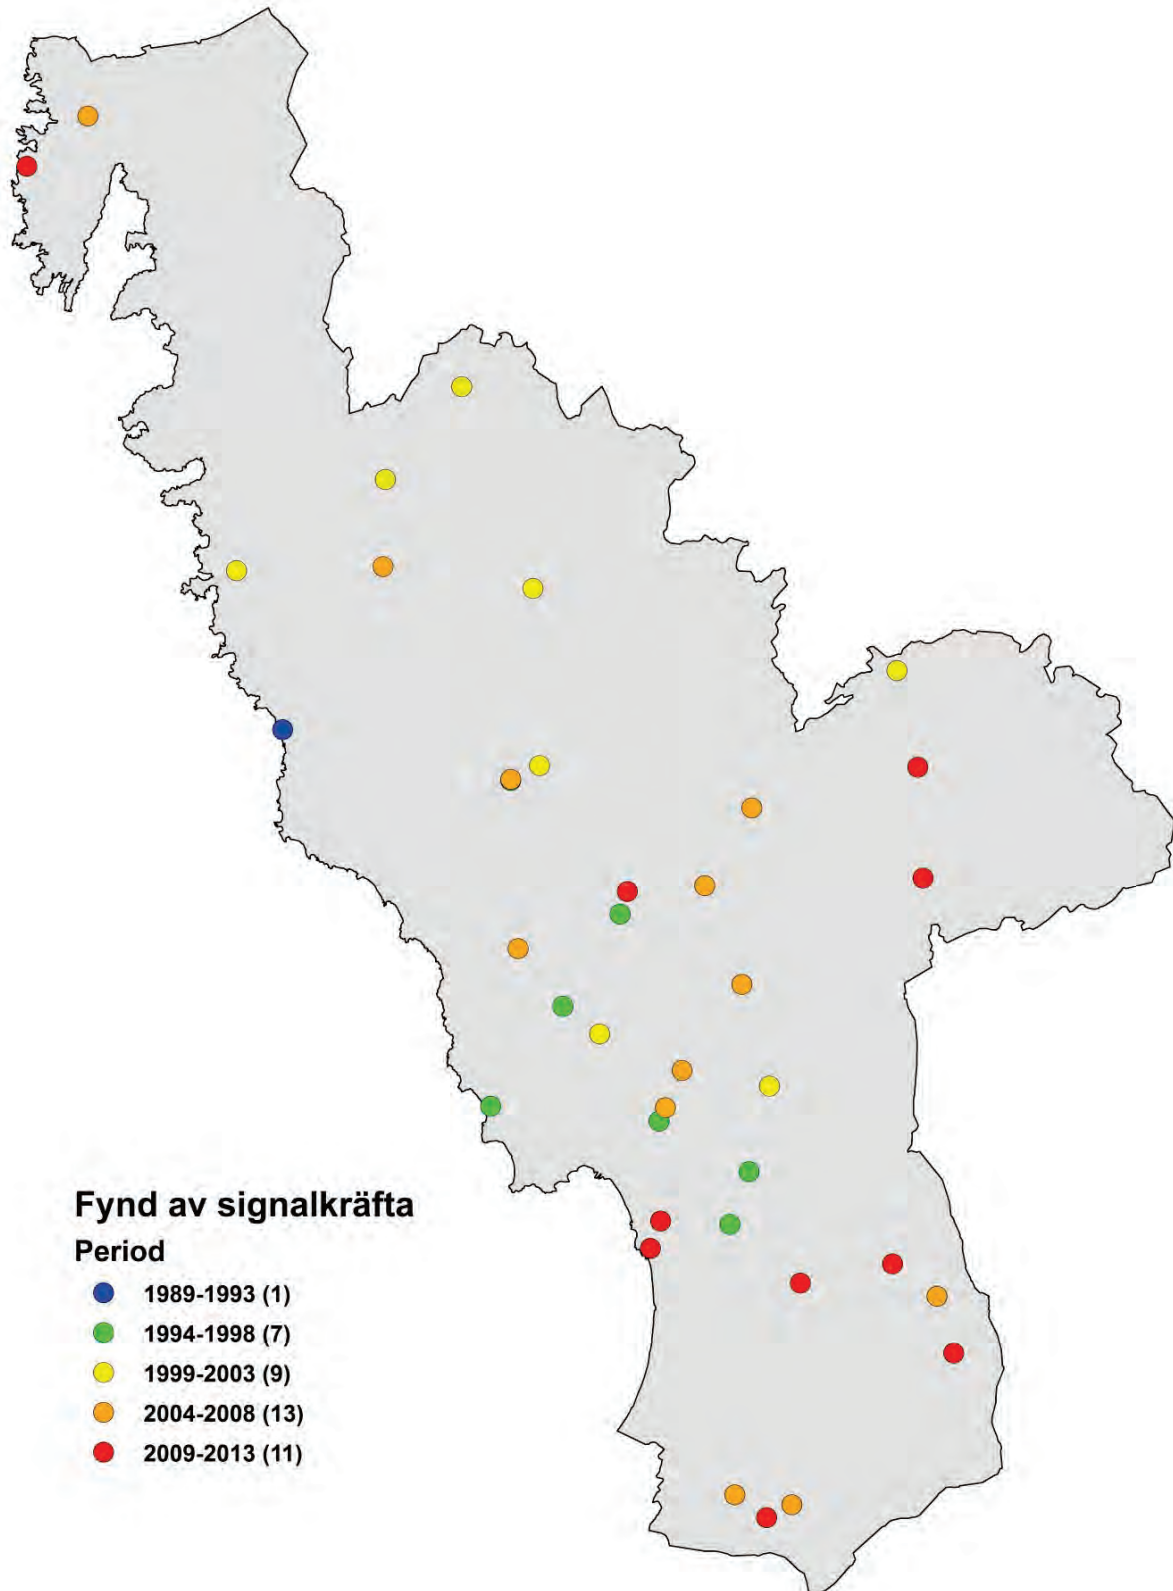 Fynd av signalkräfta
Period
1989-1993 (1)
1994-1998 (7)
1999-2003 (9)
2004-2008 (13)
2009-2013 (11)